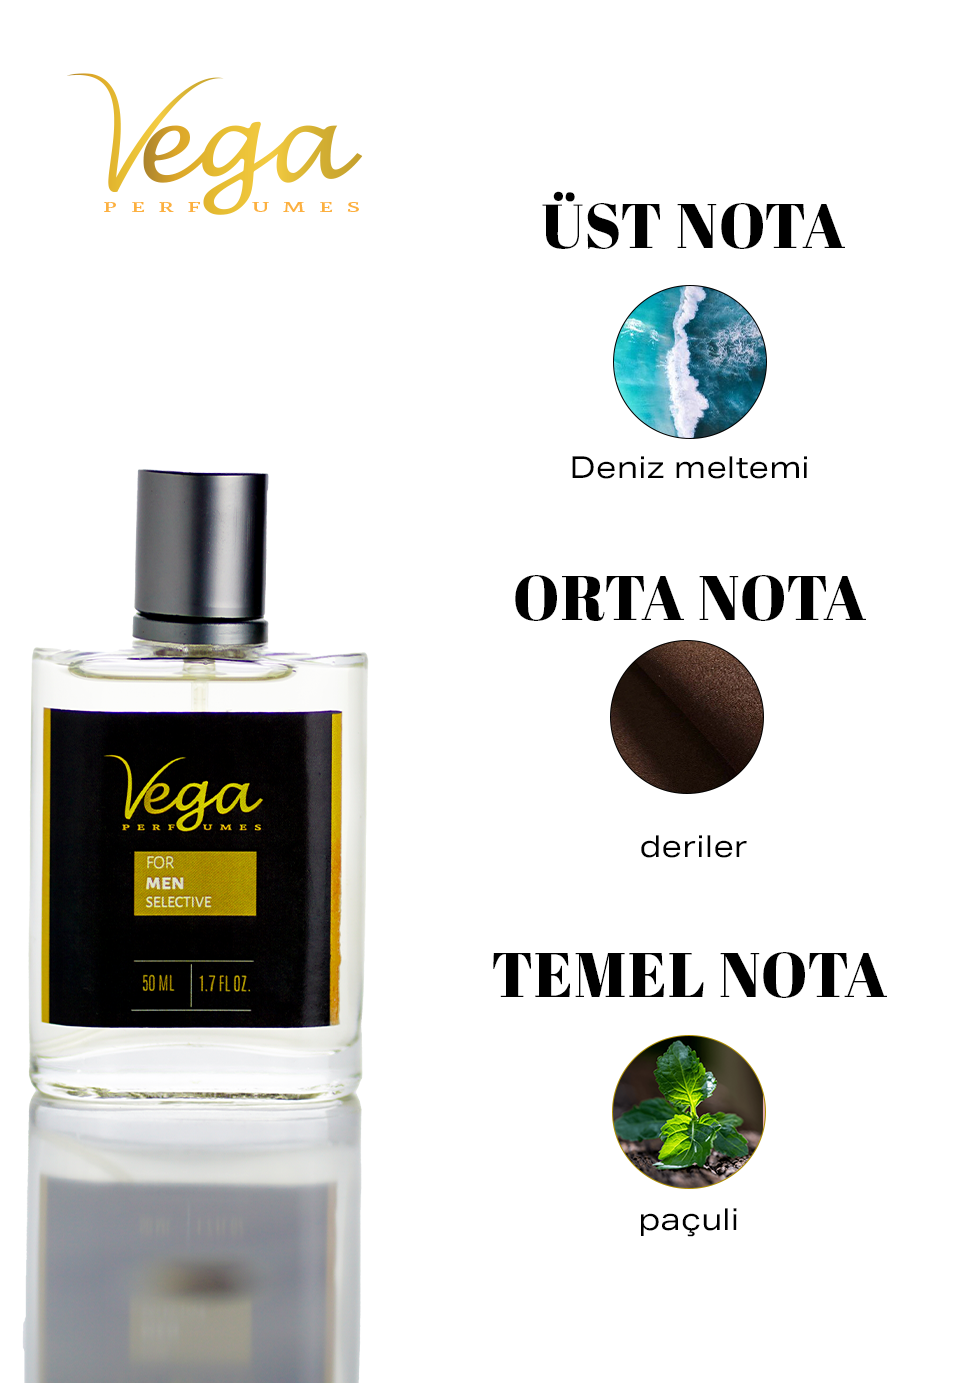 Vega
PERFUMES
ÜST NOTA
Deniz meltemi
ORTA NOTA
deriler
TEMEL NOTA
paçuli
Vega
PERFUMES
FOR
MEN
SELECTIVE
50 ML
1.7 FL OZ.